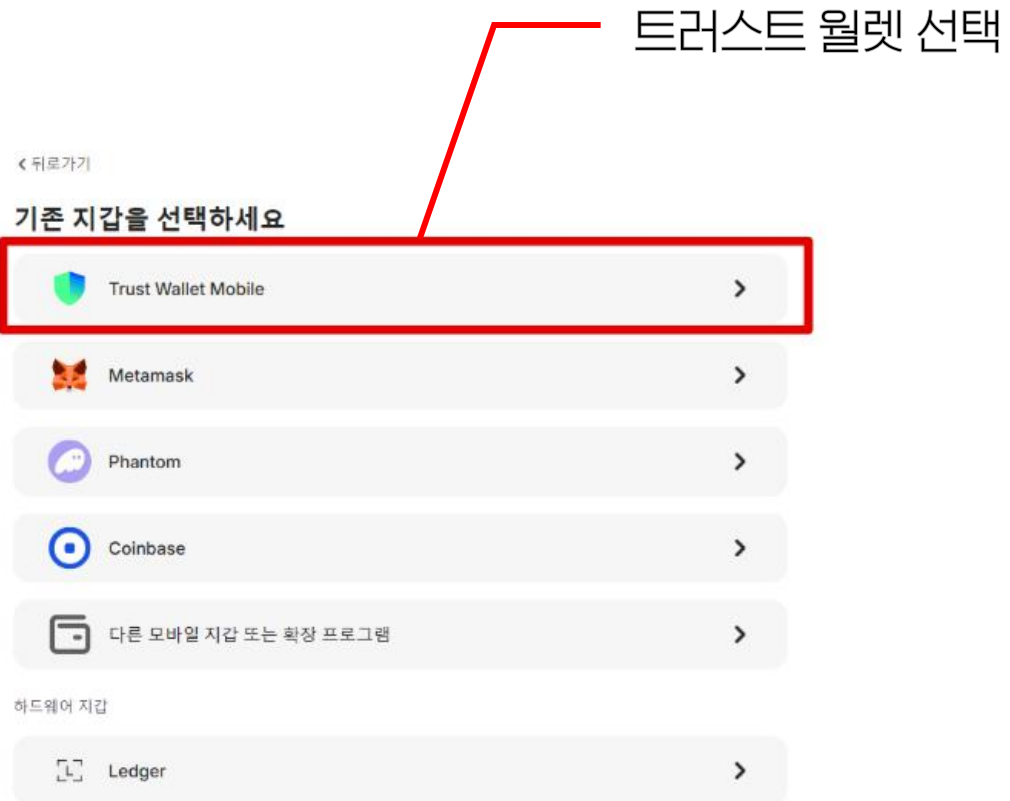 트러스트 월렛 선택
뒤로가기
기존 지갑을 선택하세요
Trust Wallet Mobile
Metamask
Phantom
Coinbase
다른 모바일 지갑 또는 확장 프로그램
하드웨어 지갑
L
Ledger